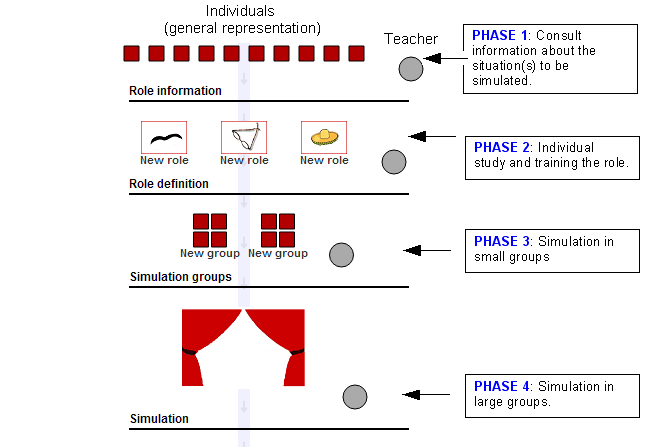 Individuals
(general representation)
Teacher
PHASE 1: Consult
information about the
situation(s) to be
simulated.
Role information
New role New role New role
PHASE 2: Individual
study and training the role.
Role definition
New group New group
PHASE 3: Simulation in
small groups
Simulation groups
PHASE 4: Simulation in
large groups.
Simulation